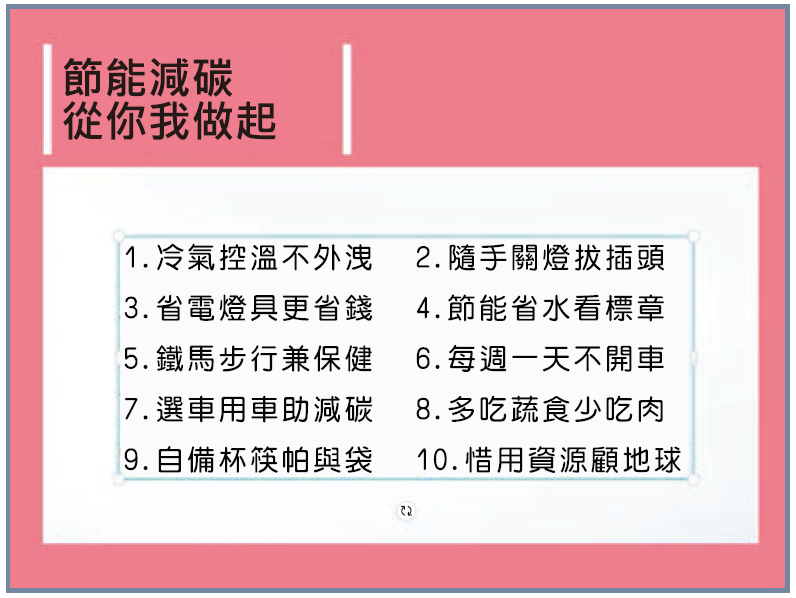 節能減碳
從你我做起
1.冷氣控溫不外洩 2.隨手關燈拔插頭
3.省電燈具更省錢 4.節能省水看標章
5.鐵馬步行兼保健 6.每週一天不開車
7.選車用車助減碳 8.多吃蔬食少吃肉
9.自備杯筷帕與袋 10.惜用資源顧地球